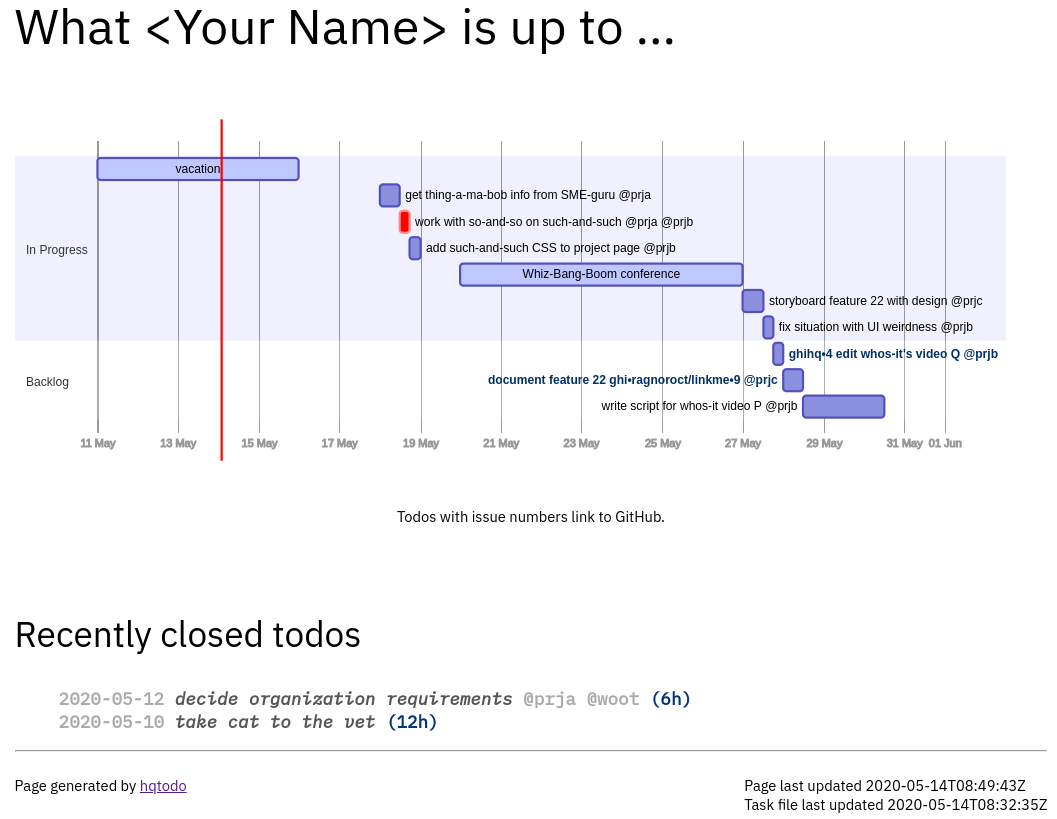 What <Your Name> is up to ...
vacation
get thing-a-ma-bob info from SME-guru @prja
work with so-and-so on such-and-such @prja @prjb
In Progress
add such-and-such CSS to project page @prjb
Whiz-Bang-Boom conference
storyboard feature 22 with design @prjc
fix situation with UI weirdness @prjb
ghihq•4 edit whos-it's video Q @prjb
Backlog
document feature 22 ghi•ragnoroct/linkme•9 @prjc
write script for whos-it video P @prjb
11 May 13 May 15 May 17 May 19 May 21 May 23 May 25 May 27 May 29 May 31 May 01 Jun
Todos with issue numbers link to GitHub.
Recently closed todos
2020-05-12 decide organization requirements @prja @woot (6h)
2020-05-10 take cat to the vet (12h)
Page generated by hqtodo
Page last updated 2020-05-14T08:49:43Z
Task file last updated 2020-05-14T08:32:35Z